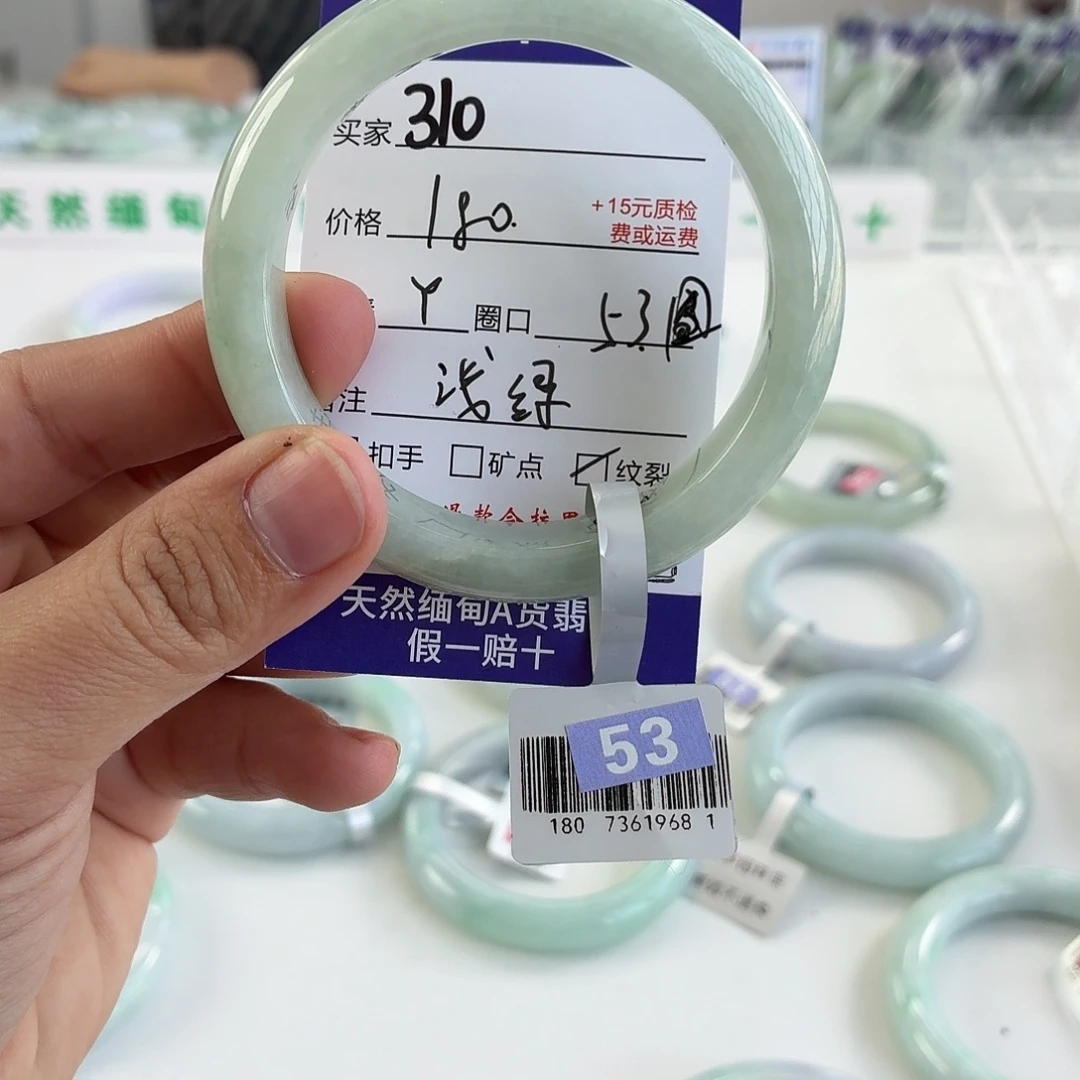 买家 310
价格 180.
+15元质检
费或运费
Y 圈口 53 圆
注 浅绿
扣手 □矿点 ☑纹裂
天然缅甸A货翡
假一赔十
53
180 7361968 1
天然缅甸